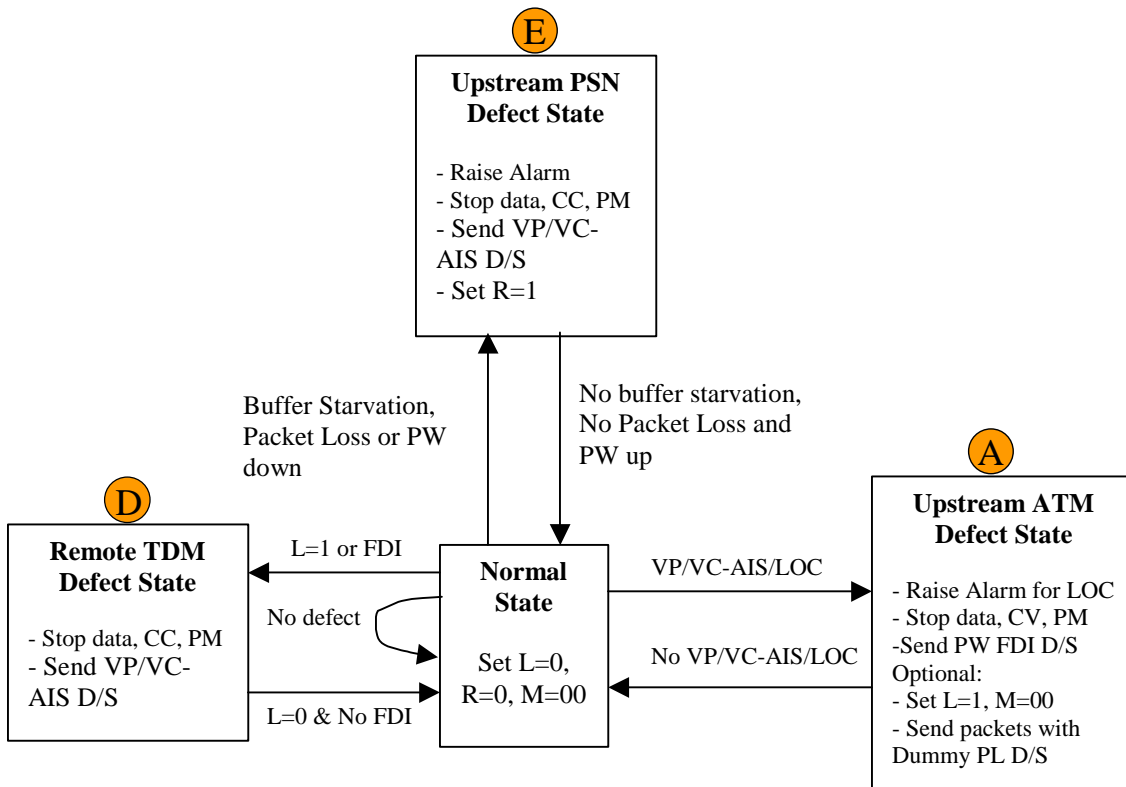 E
Upstream PSN
Defect State
- Raise Alarm
- Stop data, CC, PM
- Send VP/VC-
AIS D/S
- Set R=1
Buffer Starvation,
Packet Loss or PW
down
No buffer starvation,
No Packet Loss and
PW up
D
Remote TDM
Defect State
- Stop data, CC, PM
- Send VP/VC-
AIS D/S
L=1 or FDI
No defect
L=0 & No FDI
Normal
State
Set L=0,
R=0, M=00
VP/VC-AIS/LOC
No VP/VC-AIS/LOC
A
Upstream ATM
Defect State
- Raise Alarm for LOC
- Stop data, CV, PM
-Send PW FDI D/S
Optional:
- Set L=1, M=00
- Send packets with
Dummy PL D/S